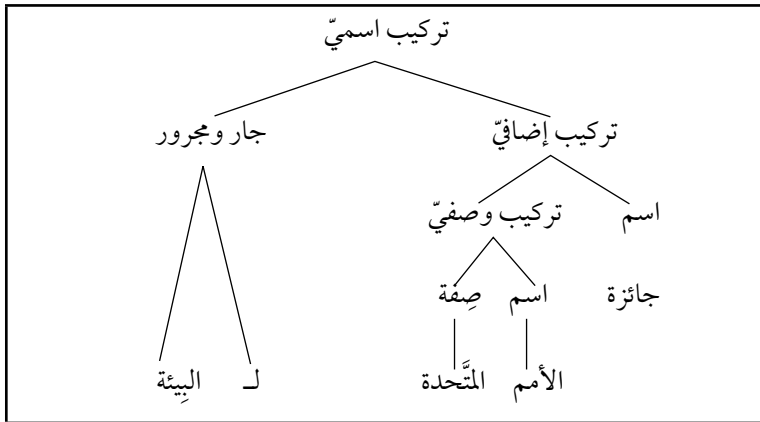 تركيب اسميّ
تركيب إضافيّ جار ومجرور
اسم تركيب وصفيّ
جائزة اسم صِفة
الأمم المتَّحدة لـ البِيئة